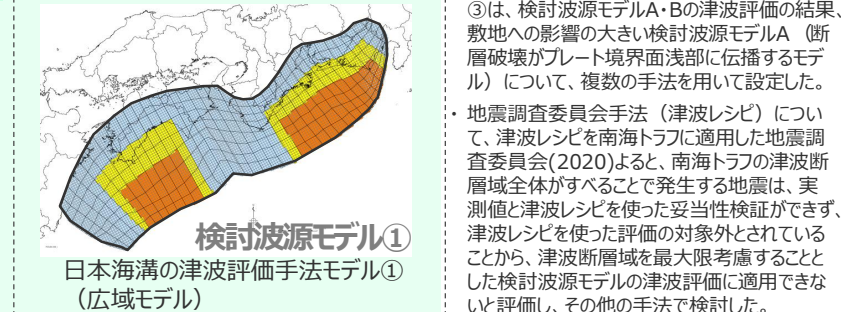 検討波源モデル①
日本海溝の津波評価手法モデル①
（広域モデル）
③は、検討波源モデルA・Bの津波評価の結果、
敷地への影響の大きい検討波源モデルA （断
層破壊がプレート境界面浅部に伝播するモデ
ル）について、複数の手法を用いて設定した。
・ 地震調査委員会手法（津波レシピ）につい
て、津波レシピを南海トラフに適用した地震調
査委員会(2020)よると、南海トラフの津波断
層域全体がすべることで発生する地震は、実
測値と津波レシピを使った妥当性検証ができず、
津波レシピを使った評価の対象外とされている
ことから、津波断層域を最大限考慮することと
した検討波源モデルの津波評価に適用できな
いと評価し、その他の手法で検討した。